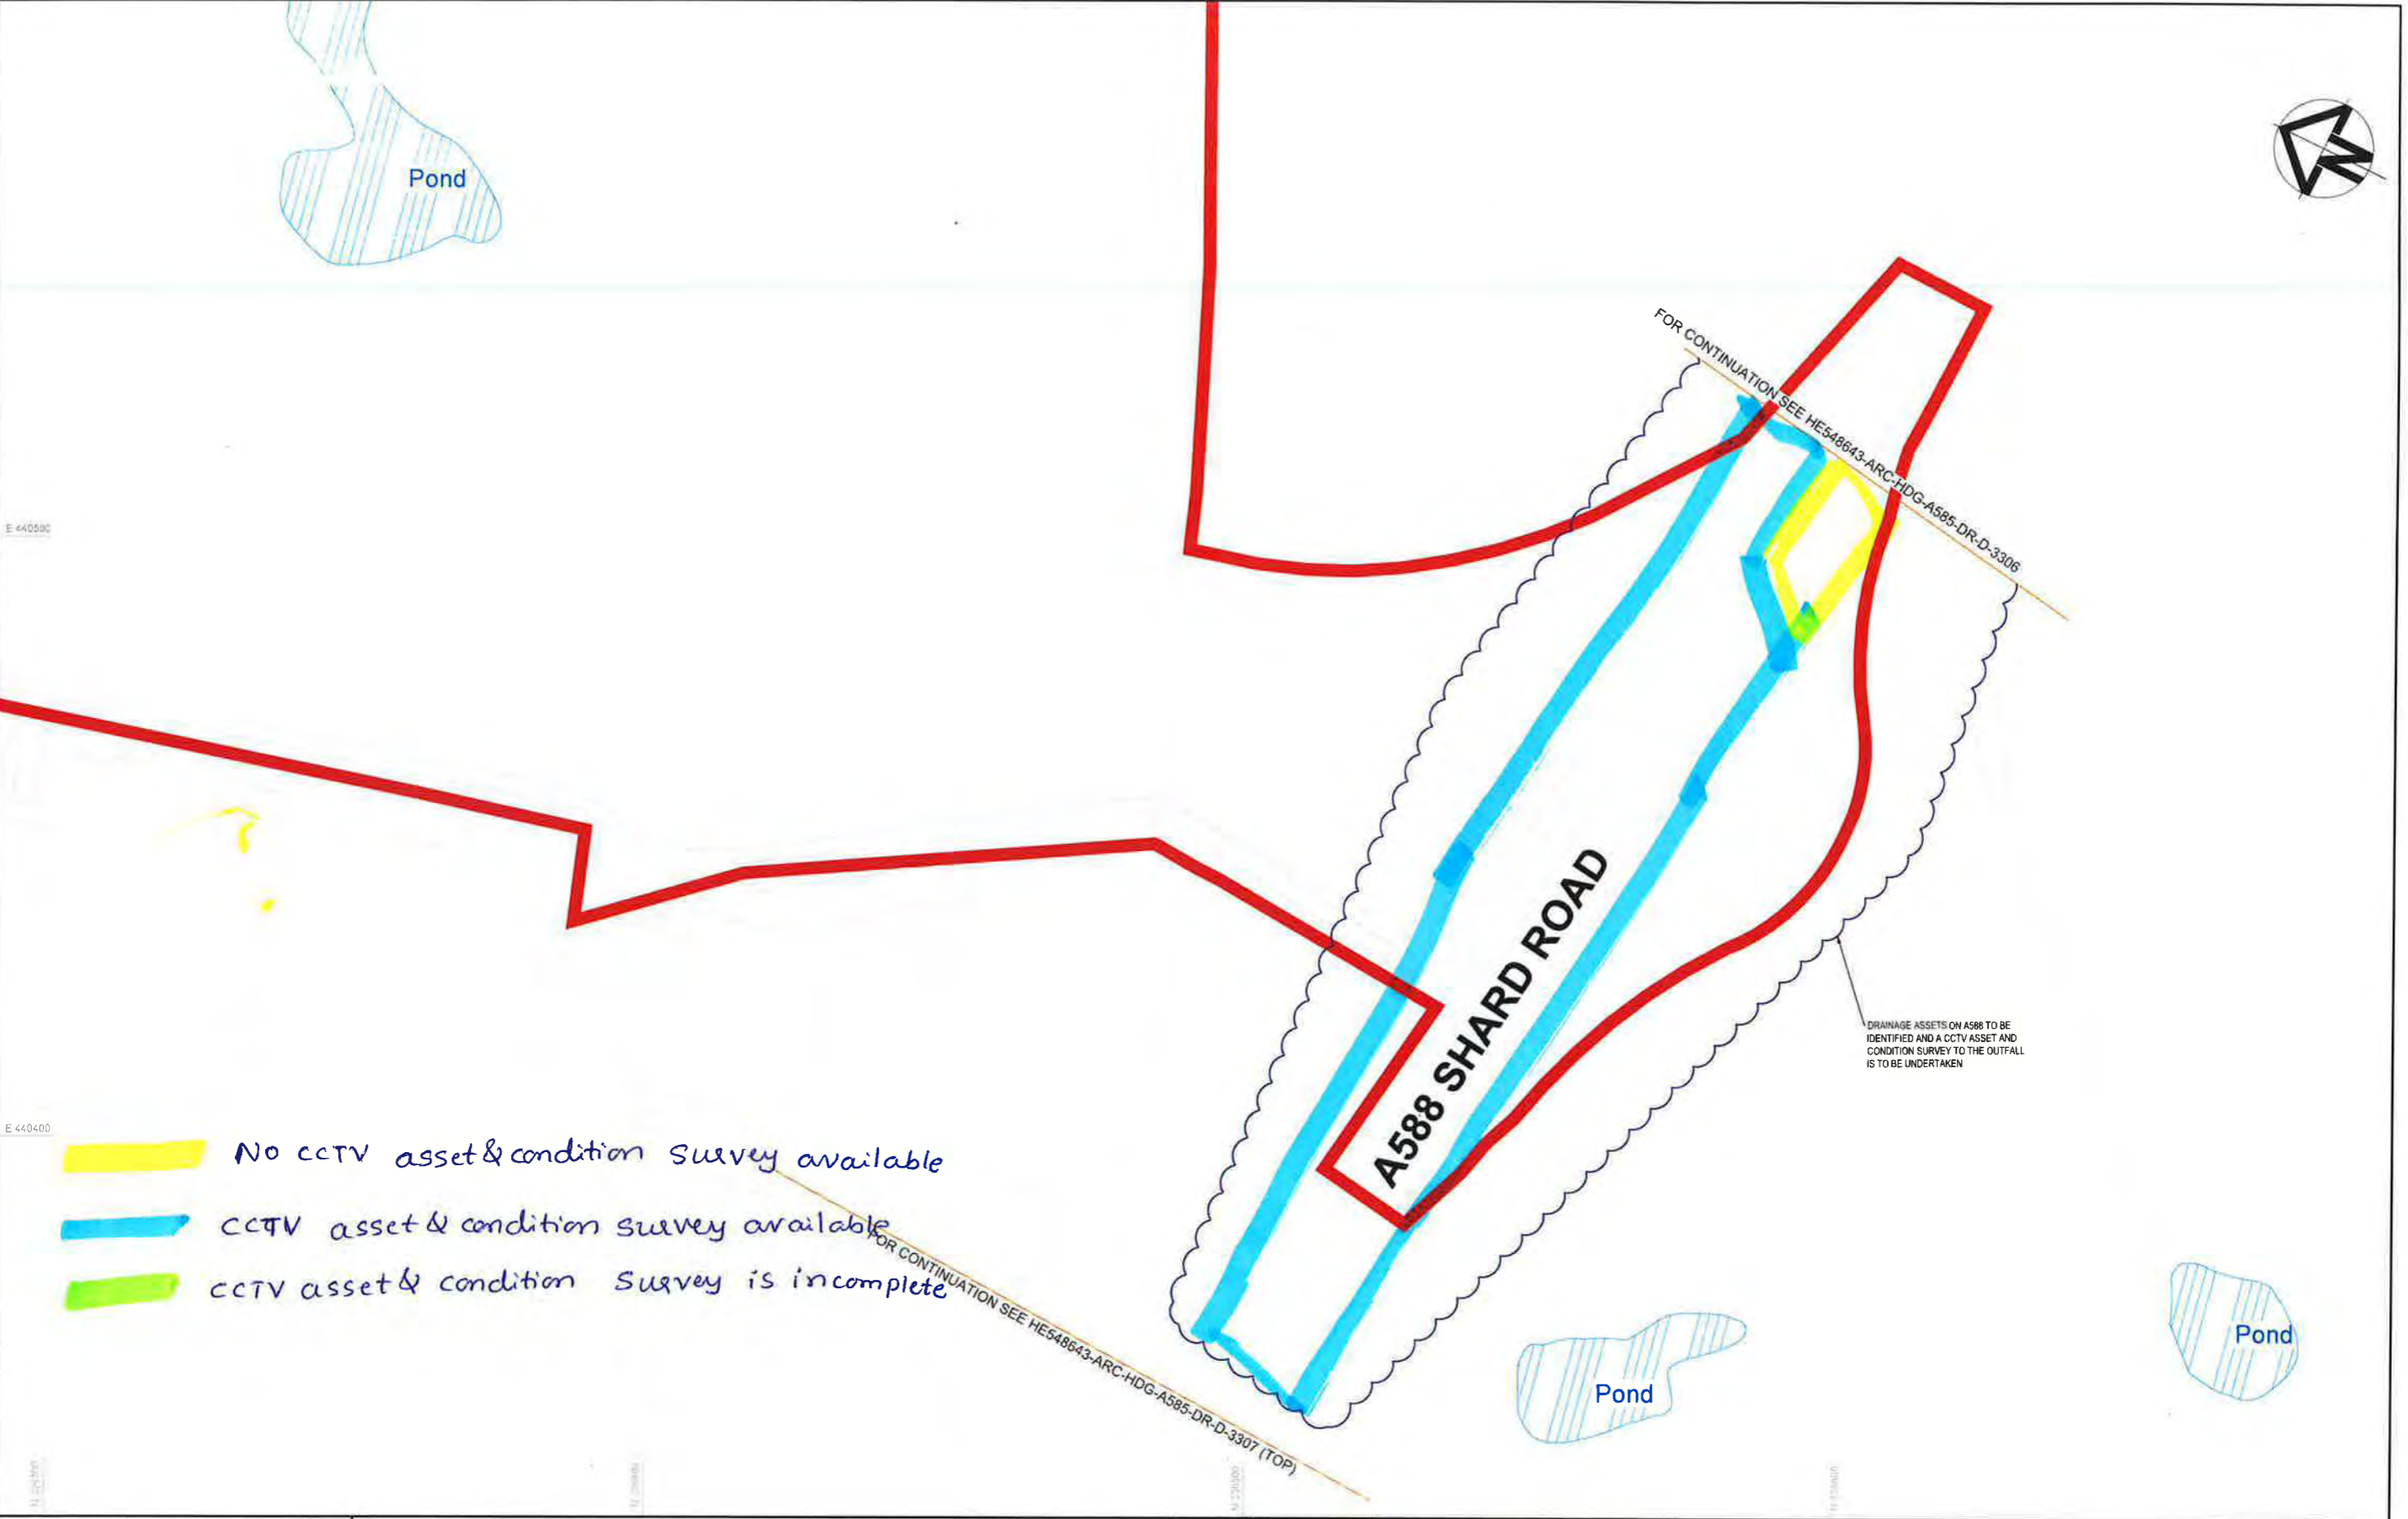 Pond
N
FOR CONTINUATION SEE HE548643-ARC-HDG-A585-DR-D-3306
E 440500
A588 SHARD ROAD
DRAINAGE ASSETS ON A588 TO BE
IDENTIFIED AND A CCTV ASSET AND
CONDITION SURVEY TO THE OUTFALL
IS TO BE UNDERTAKEN
E 440400
No CCTV asset & condition survey available
CCTV asset & condition survey available
CCTV asset & condition survey is incomplete
FOR CONTINUATION SEE HE548643-ARC-HDG-A585-DR-D-3307 (TOP)
Pond
Pond